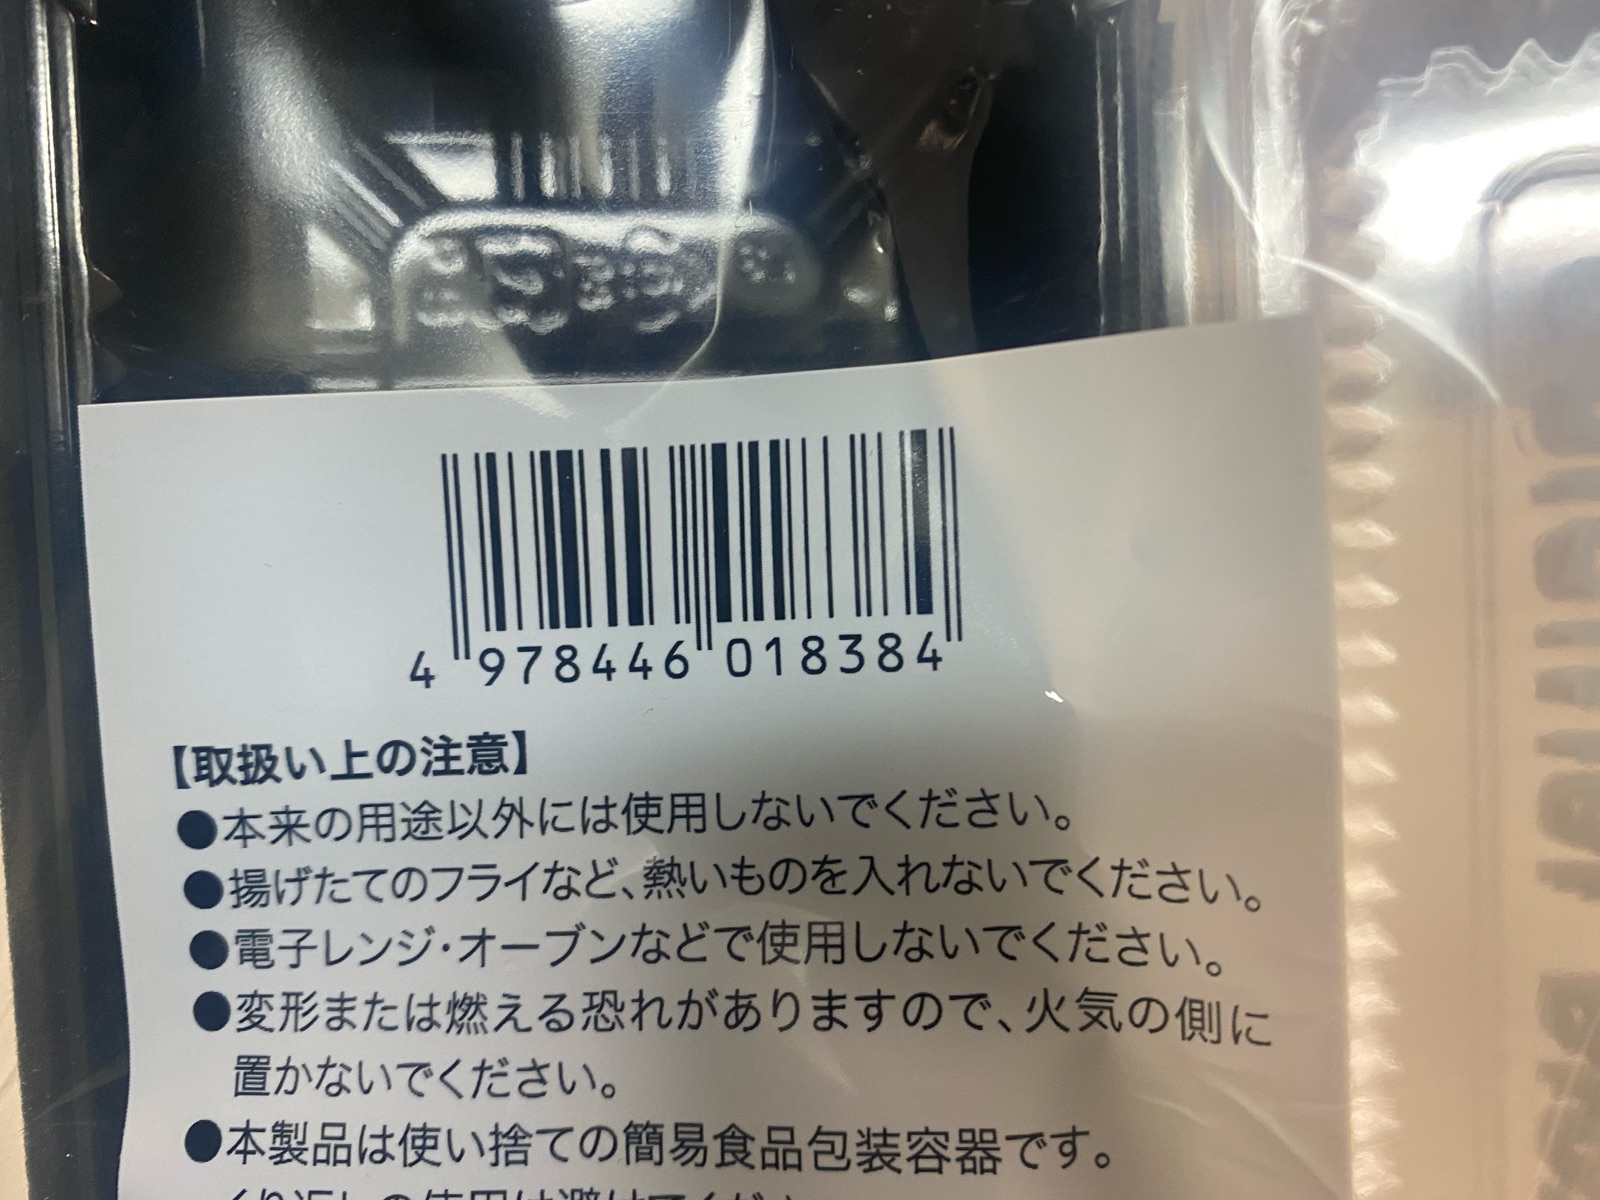 4 978446 018384
【取扱い上の注意】
●本来の用途以外には使用しないでください。
●揚げたてのフライなど、熱いものを入れないでください。
●電子レンジ・オーブンなどで使用しないでください。
●変形または燃える恐れがありますので、火気の側に
置かないでください。
●本製品は使い捨ての簡易食品包装容器です。